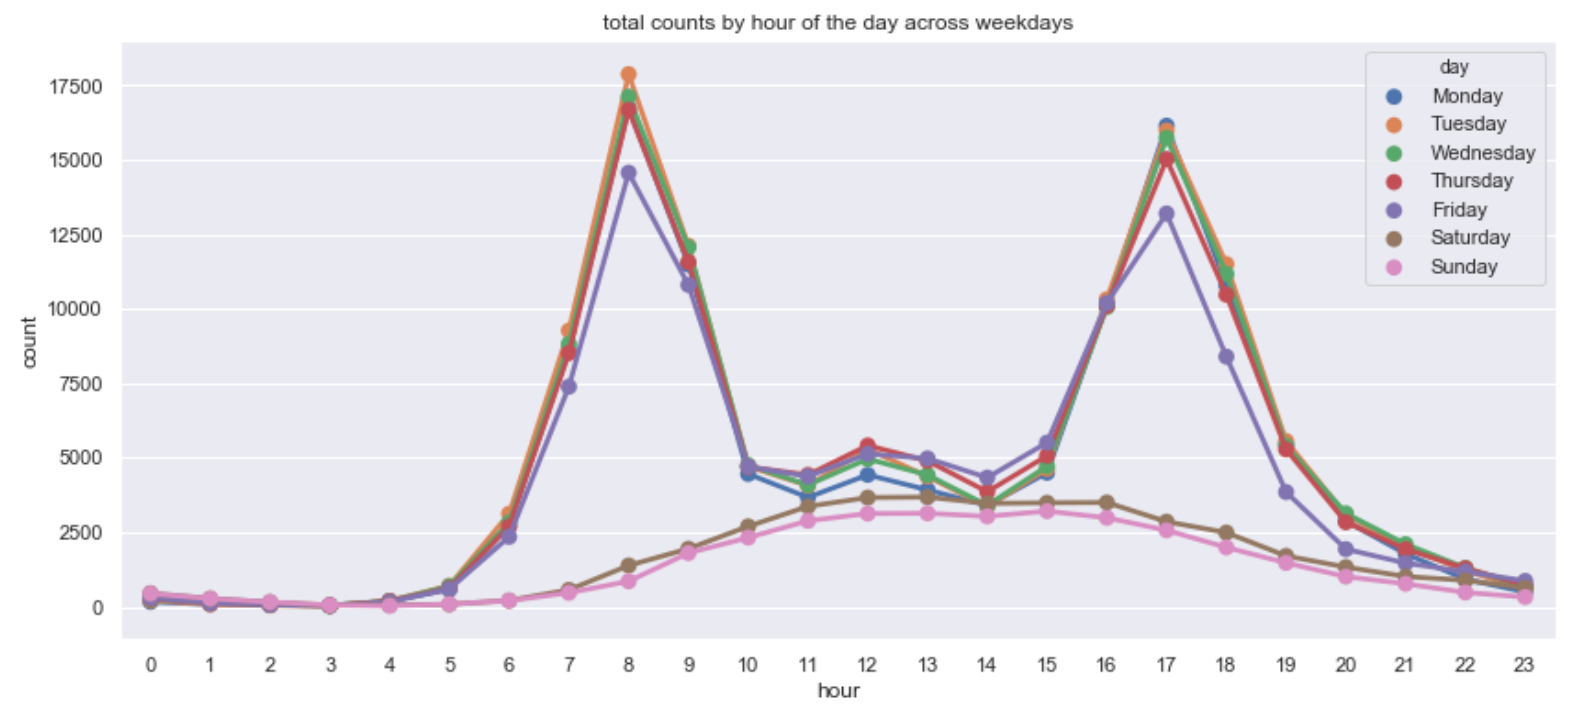 total counts by hour of the day across weekdays
17500
15000
12500
10000
7500
5000
2500
0
count
day
Monday
Tuesday
Wednesday
Thursday
Friday
Saturday
Sunday
0 1 2 3 4 5 6 7 8 9 10 11 12 13 14 15 16 17 18 19 20 21 22 23
hour